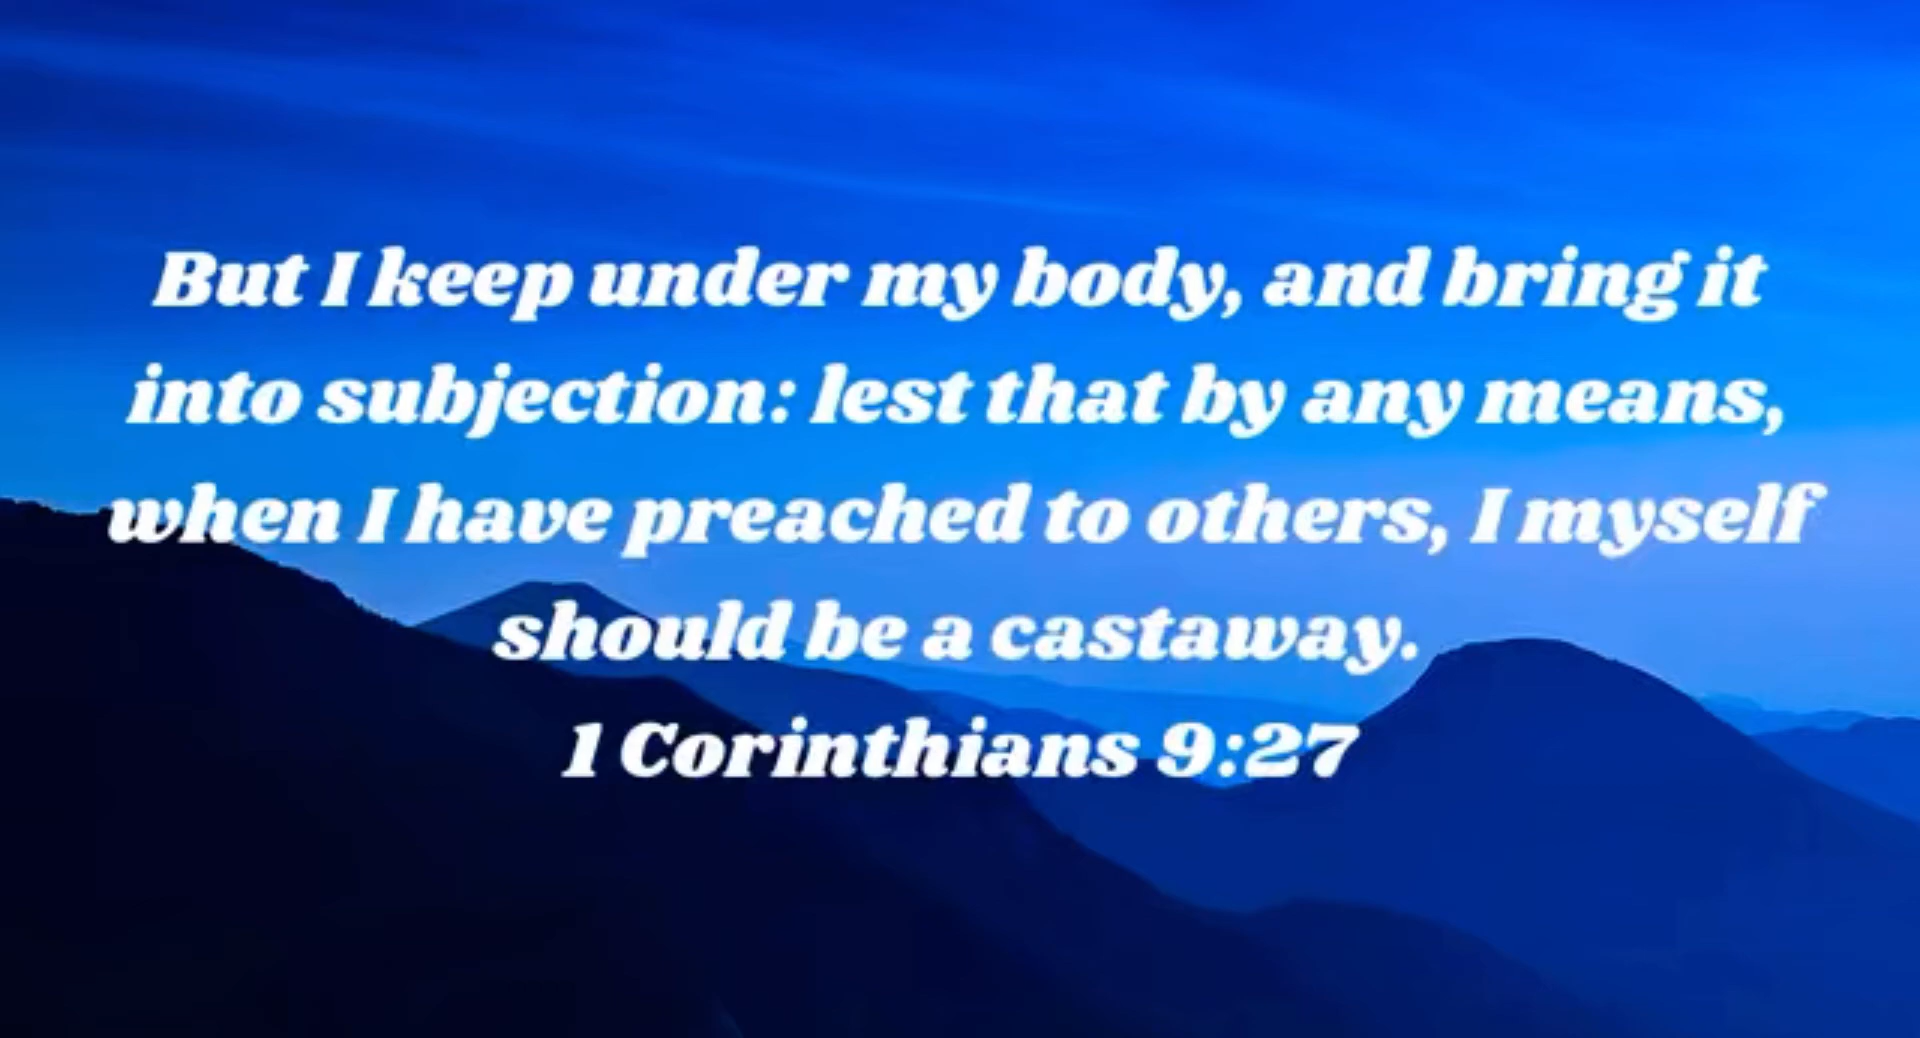 But I keep under my body, and bring it
into subjection: lest that by any means,
when I have preached to others, I myself
should be a castaway.
1 Corinthians 9:27